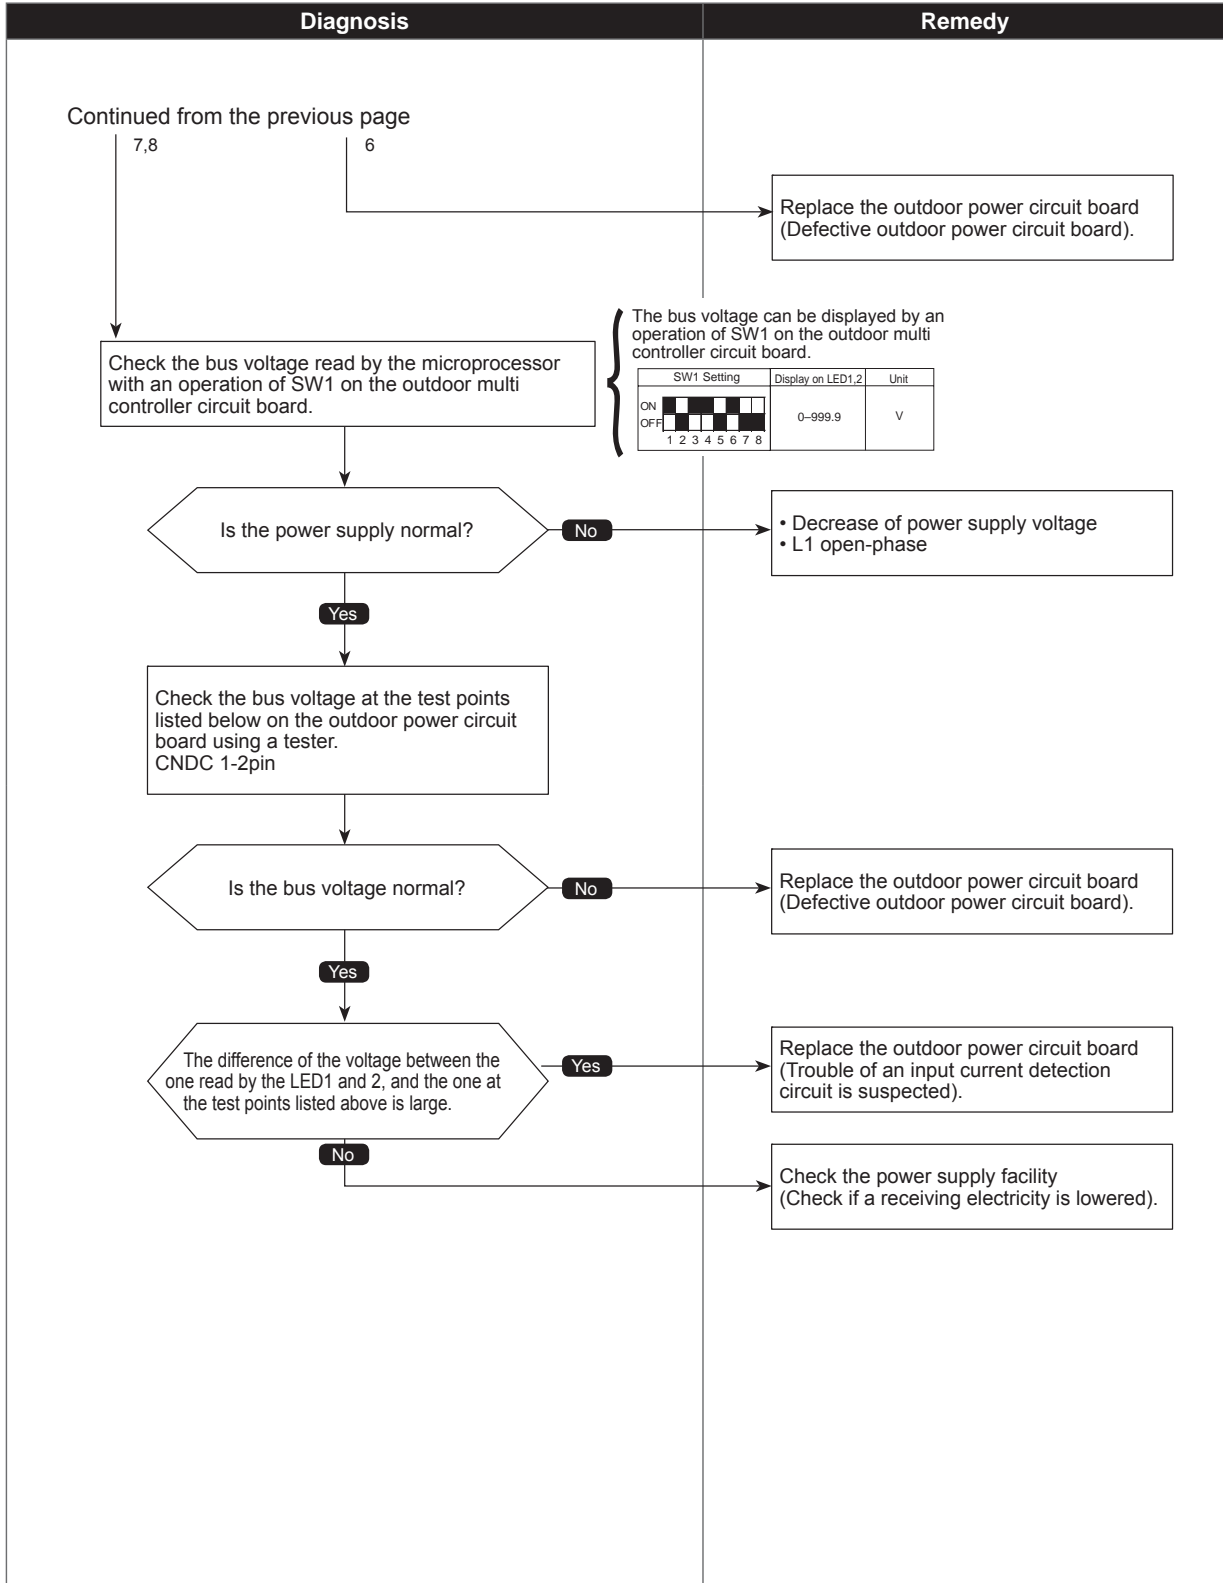 Diagnosis
Remedy
Continued from the previous page
7,8
6
Replace the outdoor power circuit board
(Defective outdoor power circuit board).
The bus voltage can be displayed by an
operation of SW1 on the outdoor multi
controller circuit board.
Check the bus voltage read by the microprocessor
with an operation of SW1 on the outdoor multi
controller circuit board.
SW1 Setting
Display on LED1,2
Unit
ON
OFF
1 2 3 4 5 6 7 8
0–999.9
V
Is the power supply normal?
No
• Decrease of power supply voltage
• L1 open-phase
Yes
Check the bus voltage at the test points
listed below on the outdoor power circuit
board using a tester.
CNDC 1-2pin
Is the bus voltage normal?
No
Replace the outdoor power circuit board
(Defective outdoor power circuit board).
Yes
The difference of the voltage between the
one read by the LED1 and 2, and the one at
the test points listed above is large.
Yes
Replace the outdoor power circuit board
(Trouble of an input current detection
circuit is suspected).
No
Check the power supply facility
(Check if a receiving electricity is lowered).